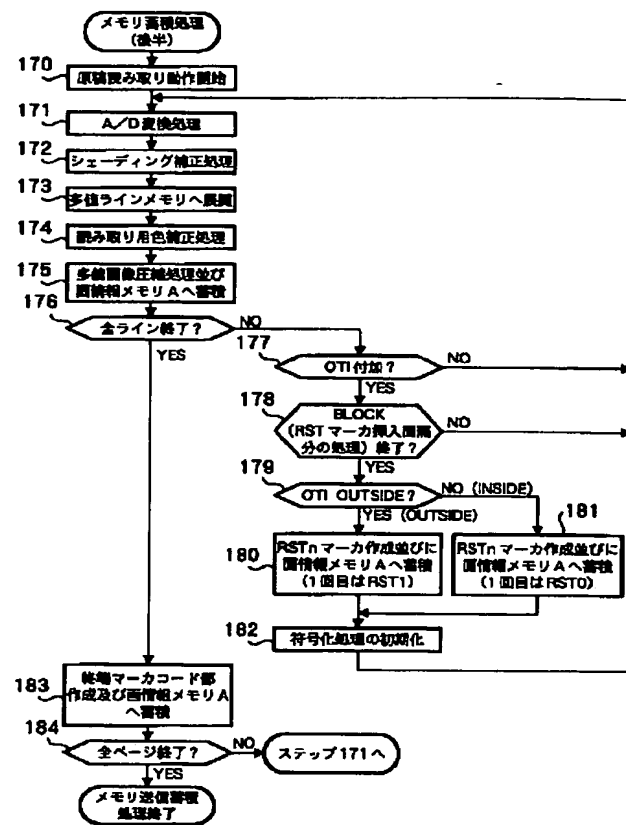 メモリ蓄積処理
(後半)
170
原稿読み取り動作開始
171
A/D変換処理
172
シェーディング補正処理
173
多値ラインメモリへ展開
174
読み取り用色補正処理
175
多値画像圧縮処理並び
画情報メモリAへ蓄積
176
全ライン終了?
NO
YES
177
OTI付加?
NO
YES
178
BLOCK
(RSTマーカ挿入間隔
分の処理)終了?
NO
YES
179
OTI OUTSIDE?
NO (INSIDE)
YES (OUTSIDE)
180
RSTnマーカ作成並びに
画情報メモリAへ蓄積
(1回目はRST1)
181
RSTnマーカ作成並びに
画情報メモリAへ蓄積
(1回目はRST0)
182
符号化処理の初期化
183
終端マーカコード部
作成及び画情報メモリA
へ蓄積
184
全ページ終了?
NO
ステップ171へ
YES
メモリ送信蓄積
処理終了